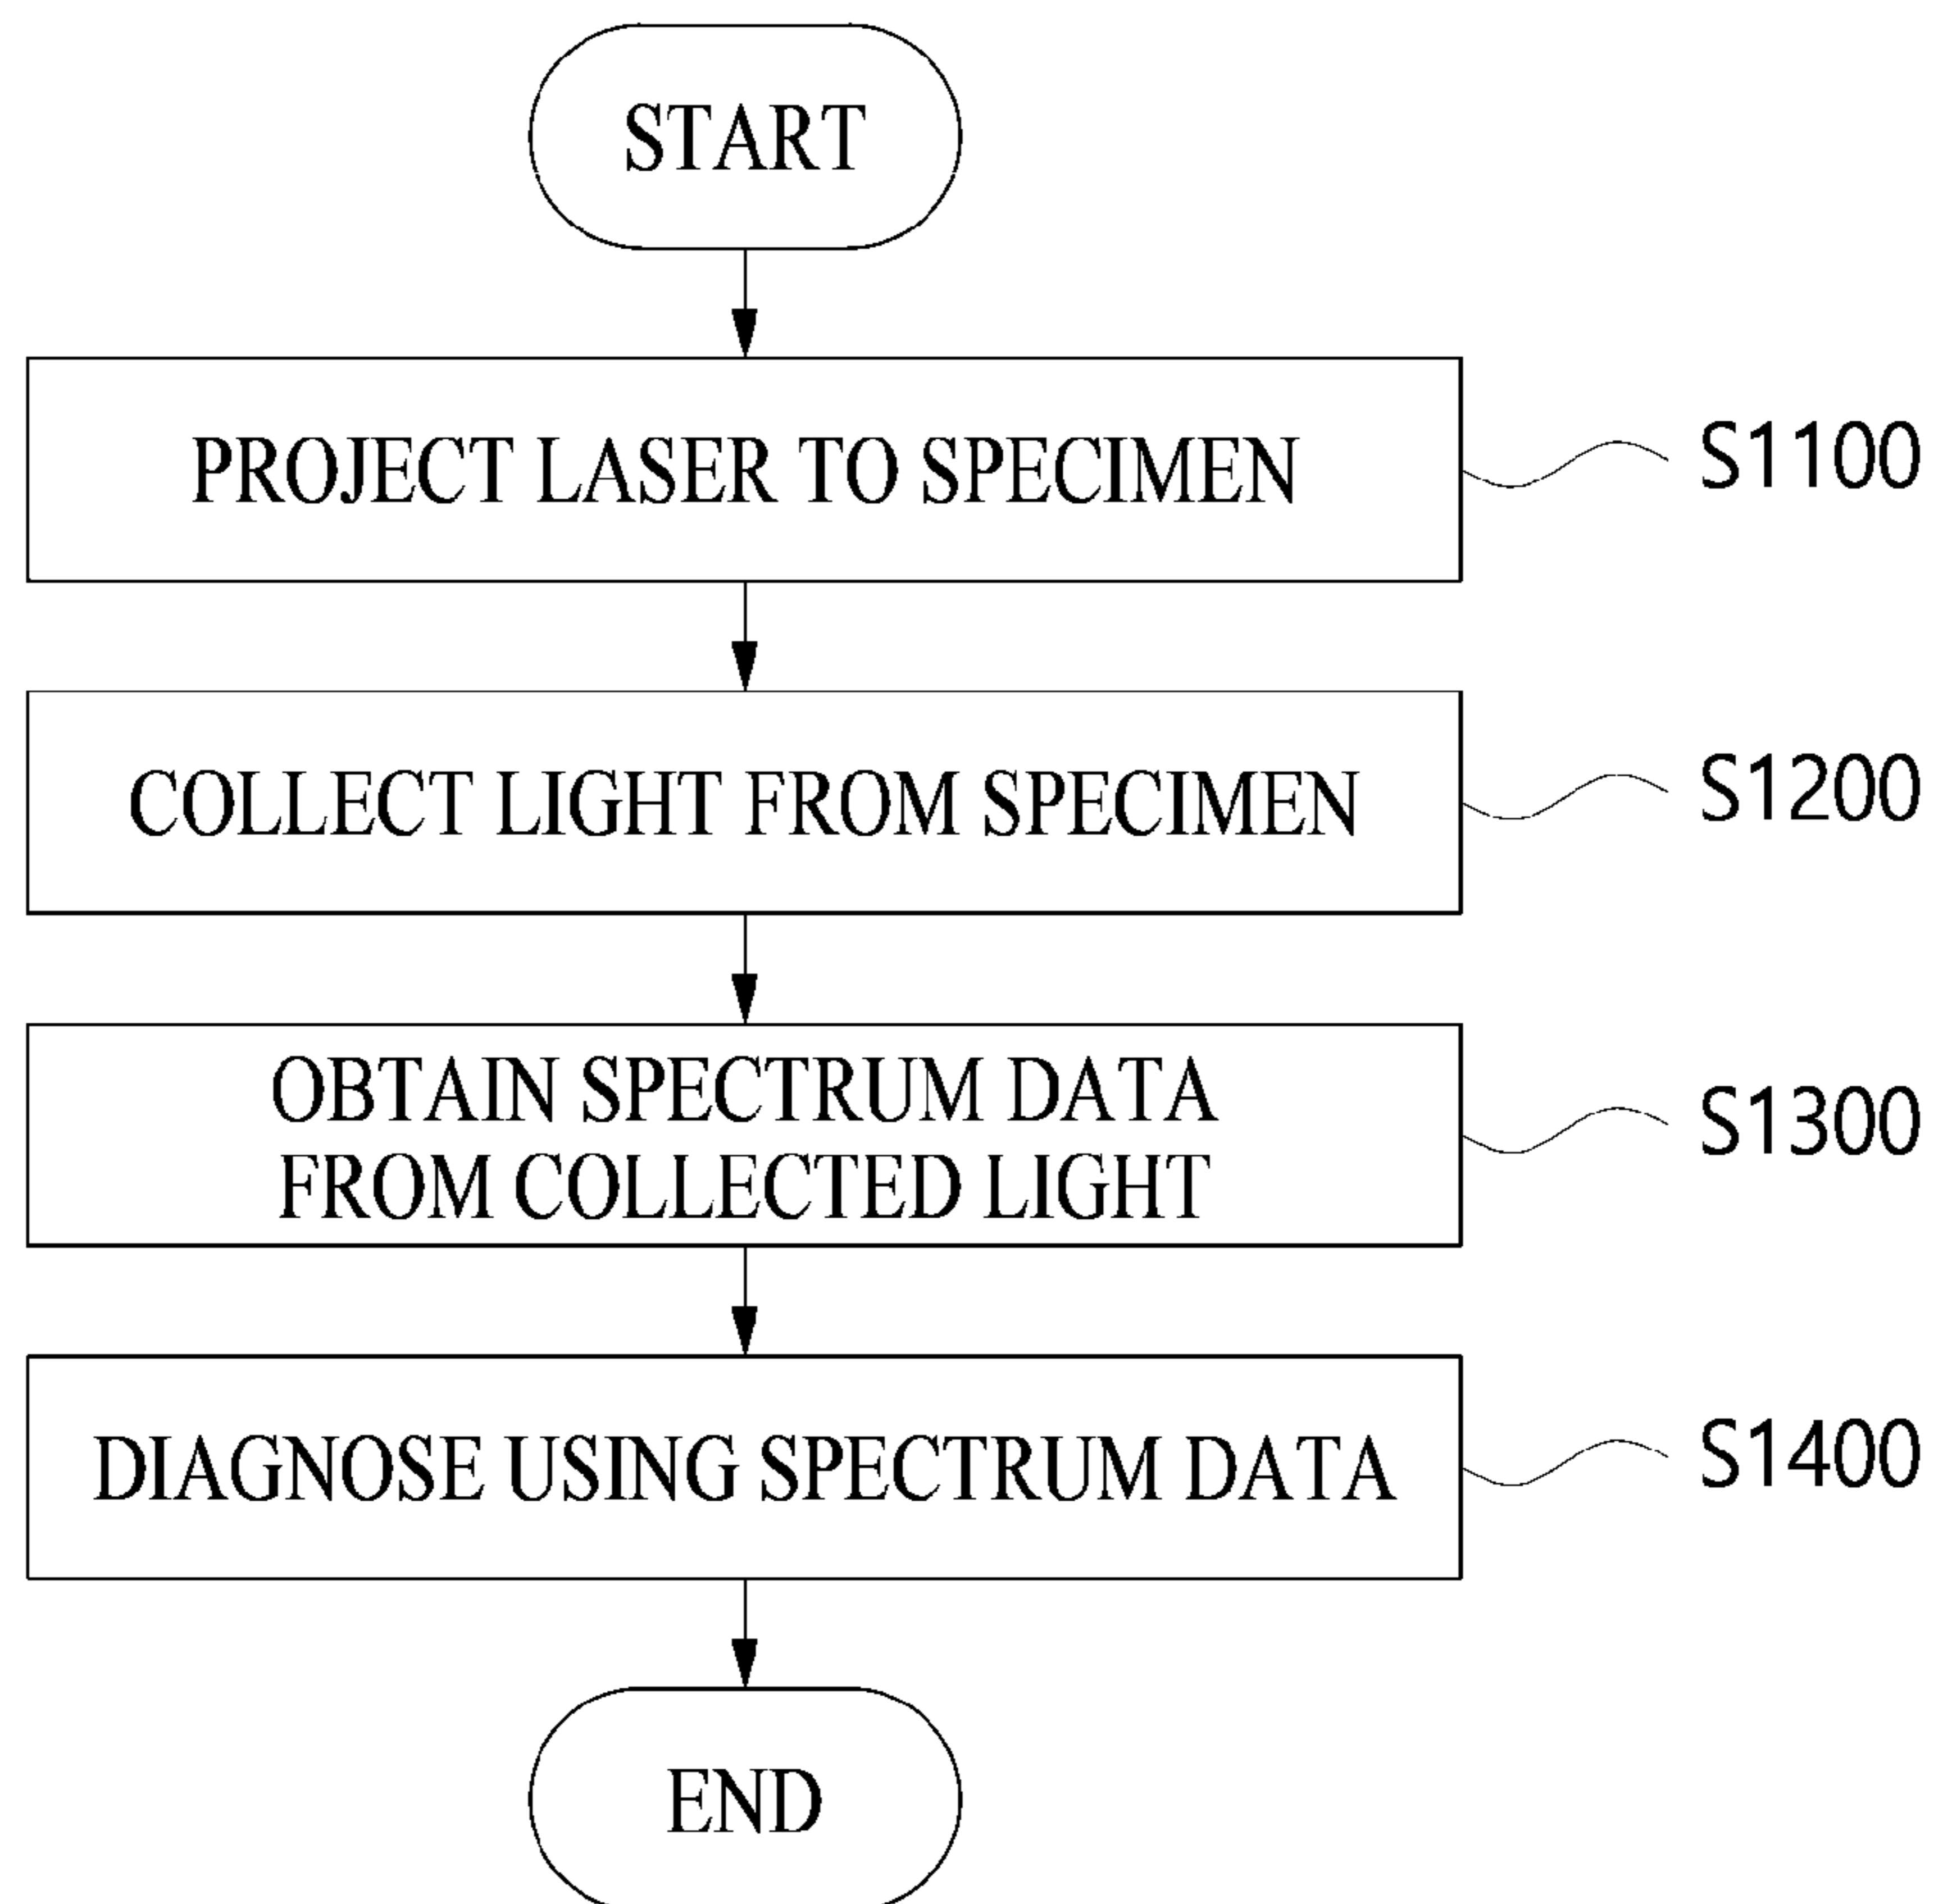 START
PROJECT LASER TO SPECIMEN
S1100
COLLECT LIGHT FROM SPECIMEN
S1200
OBTAIN SPECTRUM DATA
FROM COLLECTED LIGHT
S1300
DIAGNOSE USING SPECTRUM DATA
S1400
END